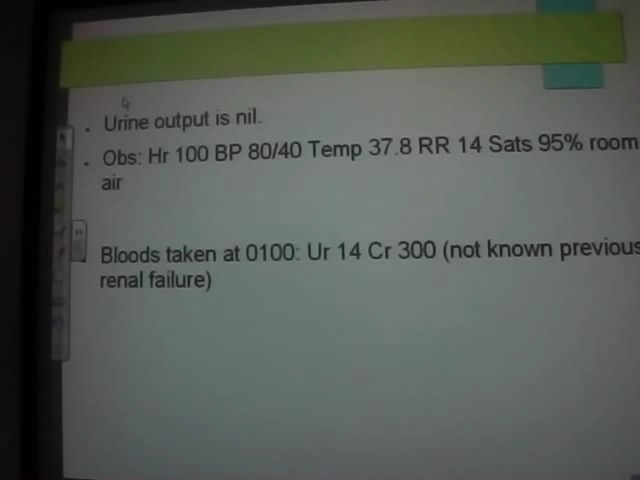 . Urine output is nil.
. Obs: Hr 100 BP 80/40 Temp 37.8 RR 14 Sats 95% room
air
Bloods taken at 0100: Ur 14 Cr 300 (not known previous
renal failure)